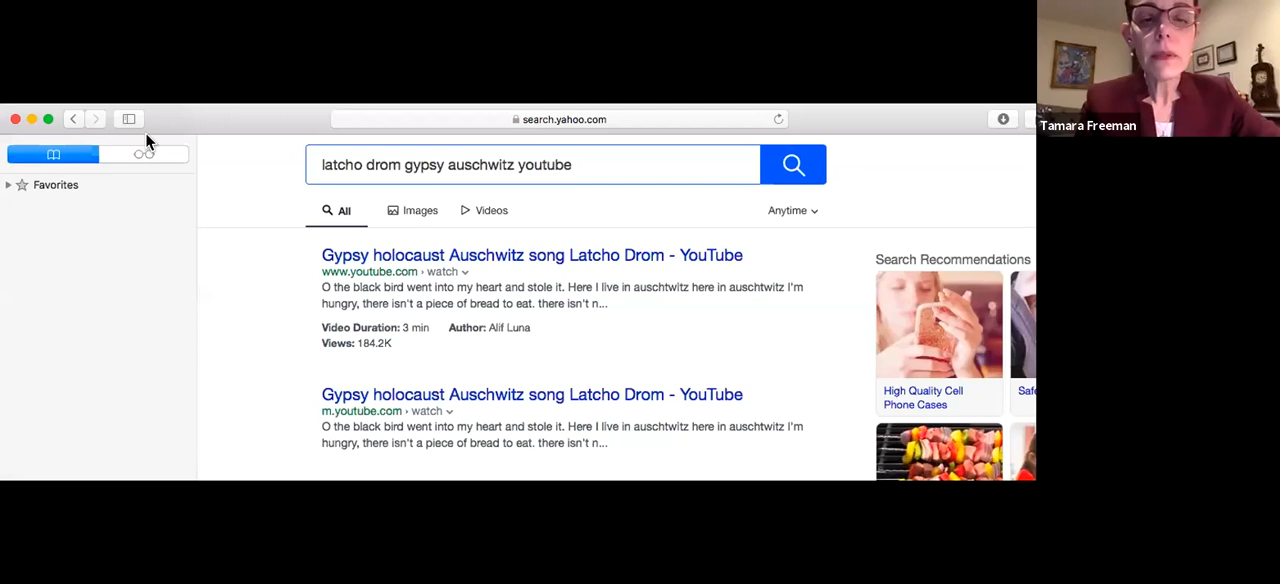 Tamara Freeman
search.yahoo.com
latcho drom gypsy auschwitz youtube
Favorites
All
Images
Videos
Anytime
Gypsy holocaust Auschwitz song Latcho Drom - YouTube
www.youtube.com › watch
O the black bird went into my heart and stole it. Here I live in auschtwitz here in auschtwitz I'm
hungry, there isn't a piece of bread to eat. there isn't n...
Video Duration: 3 min Author: Alif Luna
Views: 184.2K
Gypsy holocaust Auschwitz song Latcho Drom - YouTube
m.youtube.com › watch
O the black bird went into my heart and stole it. Here I live in auschtwitz here in auschtwitz I'm
hungry, there isn't a piece of bread to eat. there isn't n...
Search Recommendations
High Quality Cell
Phone Cases
Safe